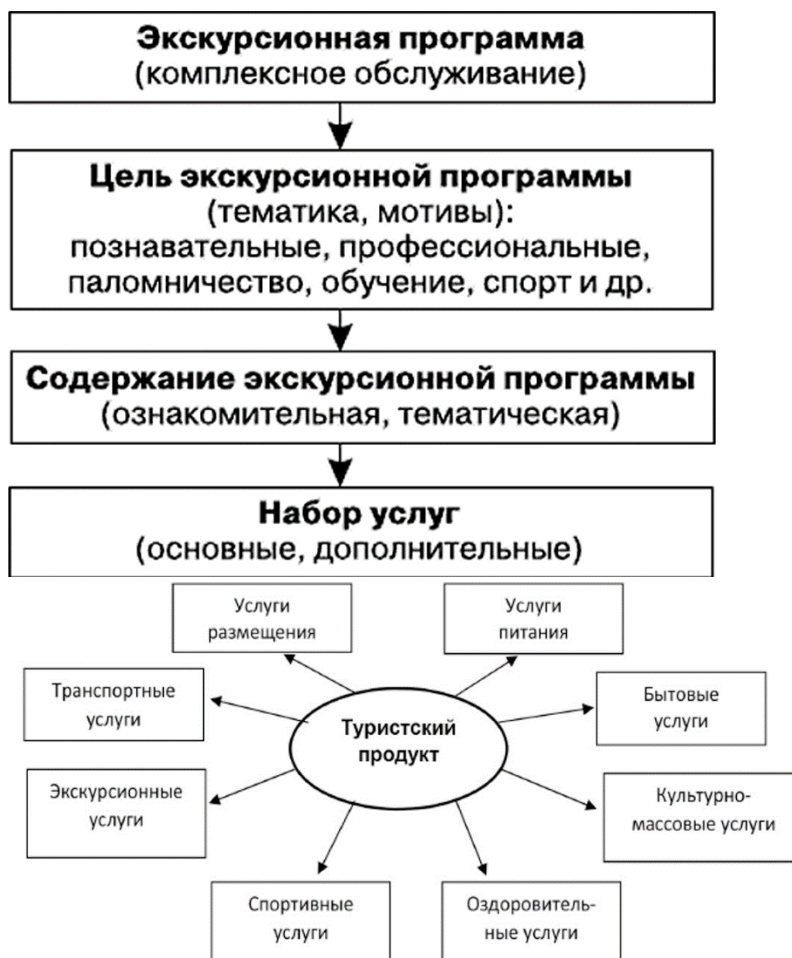 Экскурсионная программа
(комплексное обслуживание)
Цель экскурсионной программы
(тематика, мотивы):
познавательные, профессиональные,
паломничество, обучение, спорт и др.
Содержание экскурсионной программы
(ознакомительная, тематическая)
Набор услуг
(основные, дополнительные)
Услуги
размещения
Услуги
питания
Транспортные
услуги
Туристский
продукт
Бытовые
услуги
Экскурсионные
услуги
Культурно-
массовые услуги
Спортивные
услуги
Оздоровитель-
ные услуги